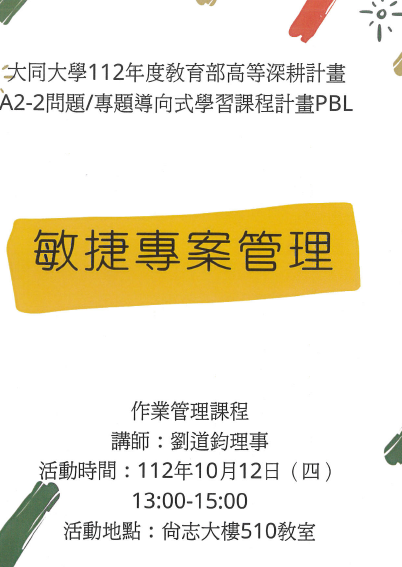 大同大學112年度教育部高等深耕計畫
A2-2問題/專題導向式學習課程計畫PBL
敏捷專案管理
作業管理課程
講師：劉道鈞理事
活動時間：112年10月12日（四）
13:00-15:00
活動地點：尚志大樓510教室